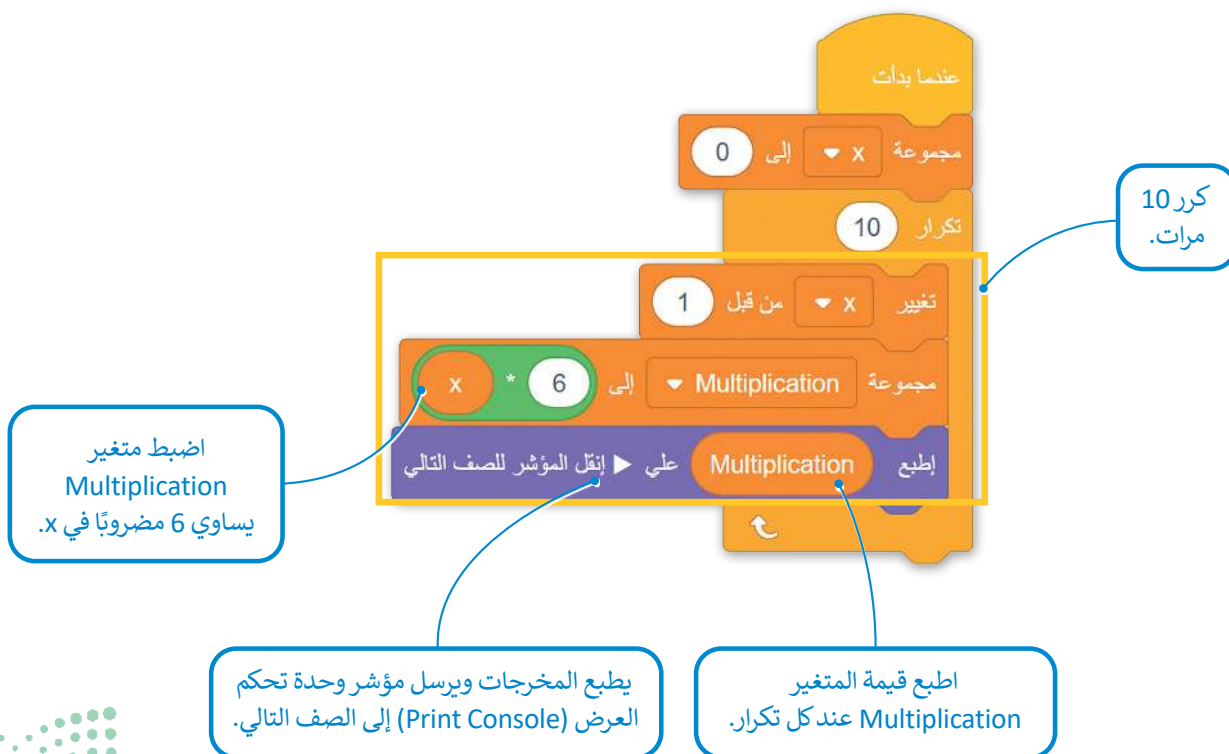 عندما بدأت
مجموعة x إلى 0
تكرار 10
كرر 10
مرات.
تغيير x من قبل 1
مجموعة Multiplication إلى 6 * x
إطبع Multiplication علي ◀ إنقل المؤشر للصف التالي
اضبط متغير
Multiplication
يساوي 6 مضروبًا في x.
يطبع المخرجات ويرسل مؤشر وحدة تحكم
العرض (Print Console) إلى الصف التالي.
اطبع قيمة المتغير
Multiplication عند كل تكرار.